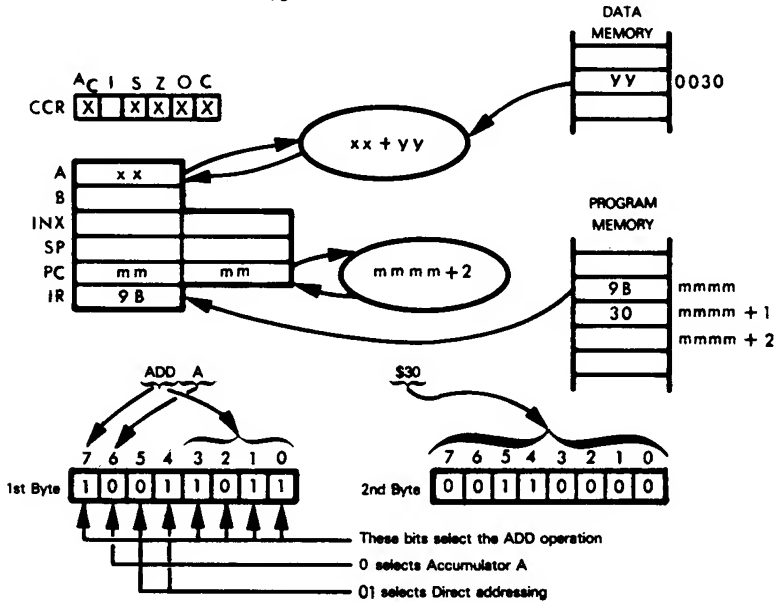 DATA
MEMORY
yy 0030
AC I S Z O C
CCR X X X X X
xx + yy
A xx
B
INX
SP
PC mm mm
IR 9B
mmmm + 2
PROGRAM
MEMORY
9B mmmm
30 mmmm + 1
mmmm + 2
ADD A $30
7 6 5 4 3 2 1 0
1st Byte 1 0 0 1 1 0 1 1
7 6 5 4 3 2 1 0
2nd Byte 0 0 1 1 0 0 0 0
These bits select the ADD operation
0 selects Accumulator A
01 selects Direct addressing